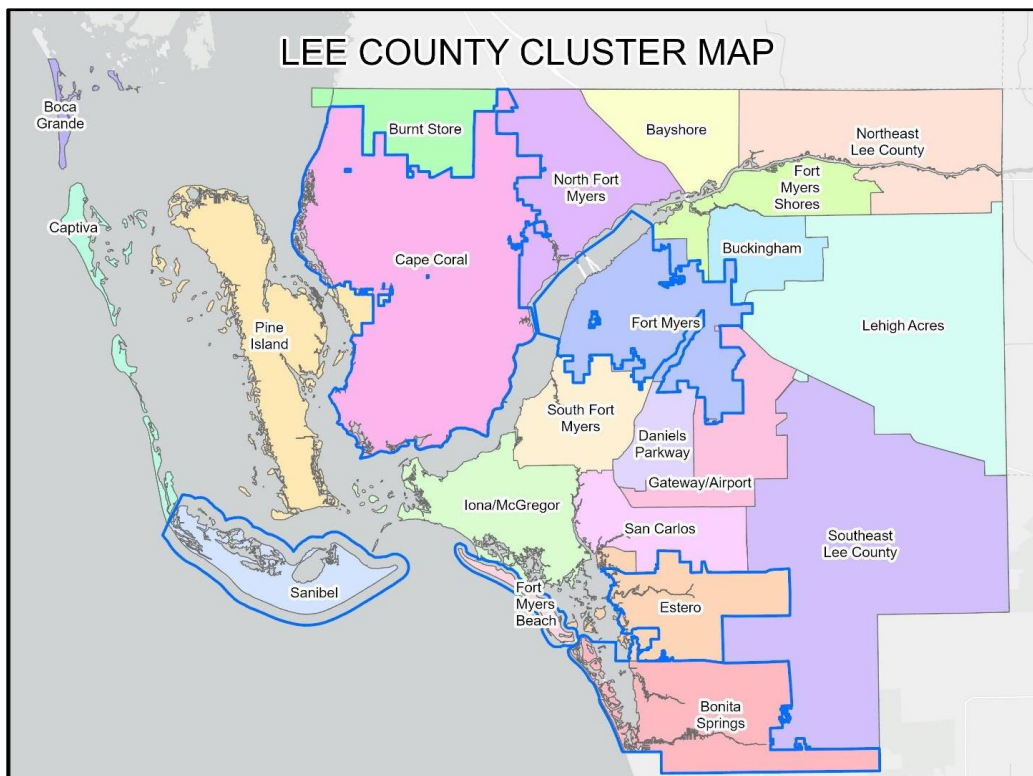 LEE COUNTY CLUSTER MAP
Boca
Grande
Burnt Store
Bayshore
Northeast
Lee County
North Fort
Myers
Fort
Myers
Shores
Captiva
Cape Coral
Buckingham
Pine
Island
Fort Myers
Lehigh Acres
South Fort
Myers
Daniels
Parkway
Gateway/Airport
Iona/McGregor
San Carlos
Southeast
Lee County
Sanibel
Fort
Myers
Beach
Estero
Bonita
Springs